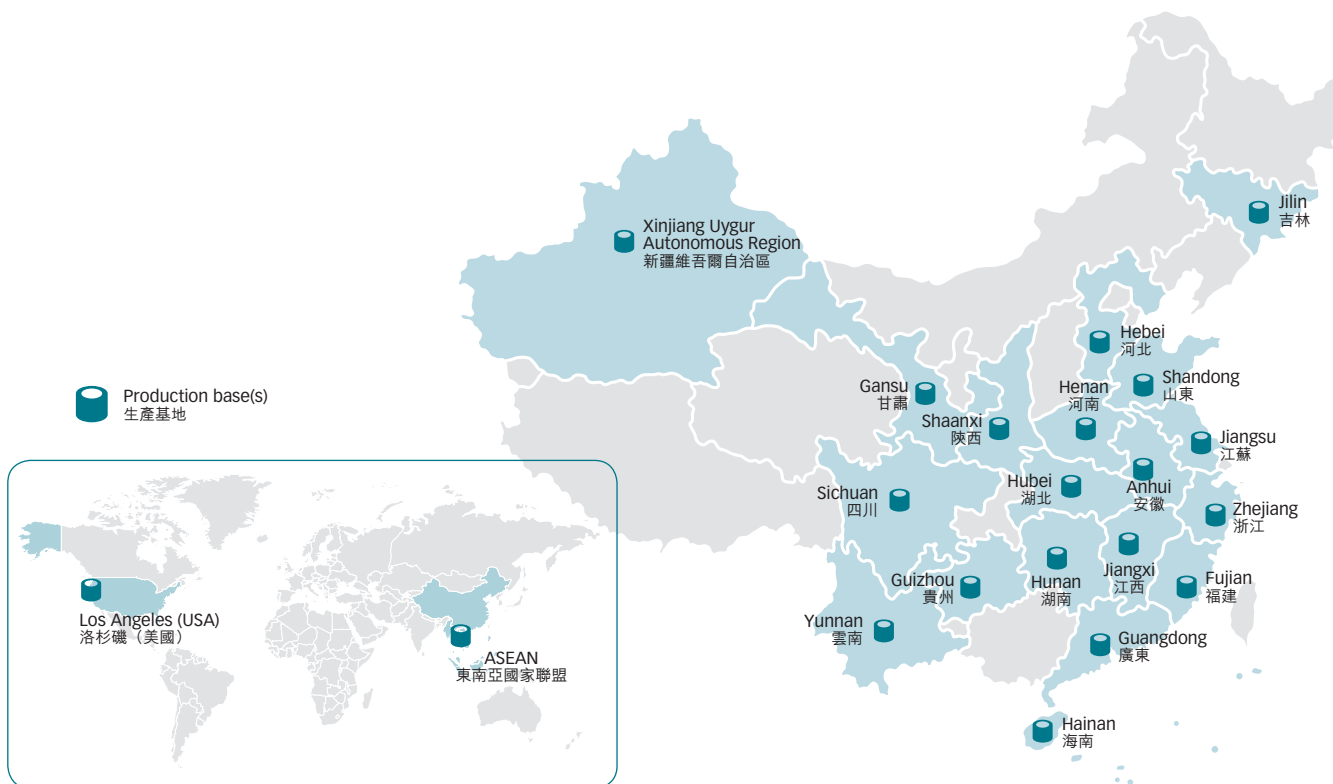 Xinjiang Uygur
Autonomous Region
新疆維吾爾自治區
Jilin
吉林
Hebei
河北
Shandong
山東
Henan
河南
Gansu
甘肅
Shaanxi
陝西
Jiangsu
江蘇
Anhui
安徽
Hubei
湖北
Sichuan
四川
Zhejiang
浙江
Jiangxi
江西
Hunan
湖南
Guizhou
貴州
Fujian
福建
Yunnan
雲南
Guangdong
廣東
Hainan
海南
Production base(s)
生產基地
Los Angeles (USA)
洛杉磯（美國）
ASEAN
東南亞國家聯盟